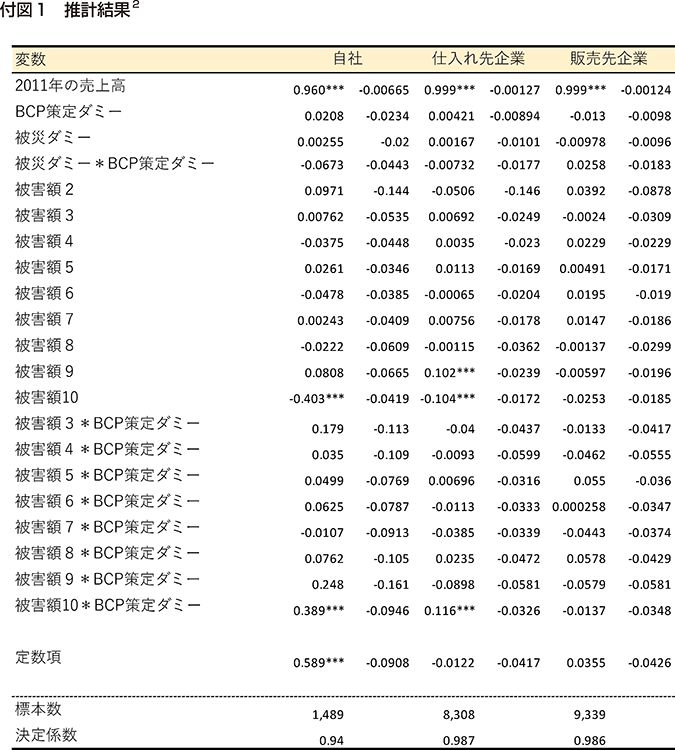 付図１　推計結果²
変数 自社 仕入れ先企業 販売先企業
2011年の売上高 0.960*** -0.00665 0.999*** -0.00127 0.999*** -0.00124
BCP策定ダミー 0.0208 -0.0234 0.00421 -0.00894 -0.013 -0.0098
被災ダミー 0.00255 -0.02 0.00167 -0.0101 -0.00978 -0.0096
被災ダミー＊BCP策定ダミー -0.0673 -0.0443 -0.00732 -0.0177 0.0258 -0.0183
被害額２ 0.0971 -0.144 -0.0506 -0.146 0.0392 -0.0878
被害額３ 0.00762 -0.0535 0.00692 -0.0249 -0.0024 -0.0309
被害額４ -0.0375 -0.0448 0.0035 -0.023 0.0229 -0.0229
被害額５ 0.0261 -0.0346 0.0113 -0.0169 0.00491 -0.0171
被害額６ -0.0478 -0.0385 -0.00065 -0.0204 0.0195 -0.019
被害額７ 0.00243 -0.0409 0.00756 -0.0178 0.0147 -0.0186
被害額８ -0.0222 -0.0609 -0.00115 -0.0362 -0.00137 -0.0299
被害額９ 0.0808 -0.0665 0.102*** -0.0239 -0.00597 -0.0196
被害額10 -0.403*** -0.0419 -0.104*** -0.0172 -0.0253 -0.0185
被害額３＊BCP策定ダミー 0.179 -0.113 -0.04 -0.0437 -0.0133 -0.0417
被害額４＊BCP策定ダミー 0.035 -0.109 -0.0093 -0.0599 -0.0462 -0.0555
被害額５＊BCP策定ダミー 0.0499 -0.0769 0.00696 -0.0316 0.055 -0.036
被害額６＊BCP策定ダミー 0.0625 -0.0787 -0.0113 -0.0333 0.000258 -0.0347
被害額７＊BCP策定ダミー -0.0107 -0.0913 -0.0385 -0.0339 -0.0443 -0.0374
被害額８＊BCP策定ダミー 0.0762 -0.105 0.0235 -0.0472 0.0578 -0.0429
被害額９＊BCP策定ダミー 0.248 -0.161 -0.0898 -0.0581 -0.0579 -0.0581
被害額10＊BCP策定ダミー 0.389*** -0.0946 0.116*** -0.0326 -0.0137 -0.0348
定数項 0.589*** -0.0908 -0.0122 -0.0417 0.0355 -0.0426
標本数 1,489 8,308 9,339
決定係数 0.94 0.987 0.986